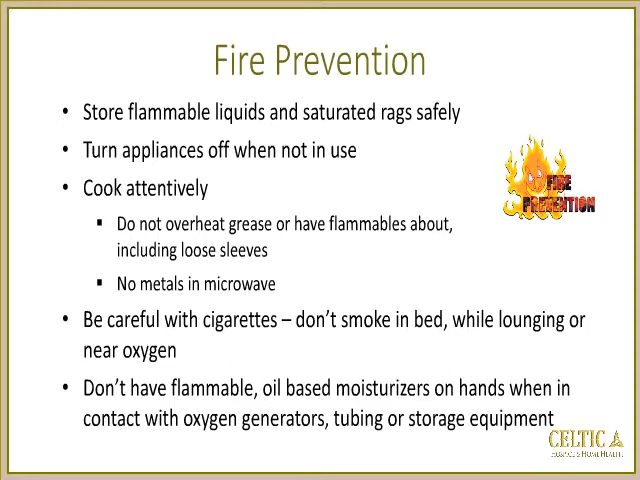 Fire Prevention
• Store flammable liquids and saturated rags safely
• Turn appliances off when not in use
• Cook attentively
▪ Do not overheat grease or have flammables about,
including loose sleeves
▪ No metals in microwave
• Be careful with cigarettes – don't smoke in bed, while lounging or
near oxygen
• Don't have flammable, oil based moisturizers on hands when in
contact with oxygen generators, tubing or storage equipment
FIRE
PREVENTION
CELTIC
HOSPICE & HOME HEALTH